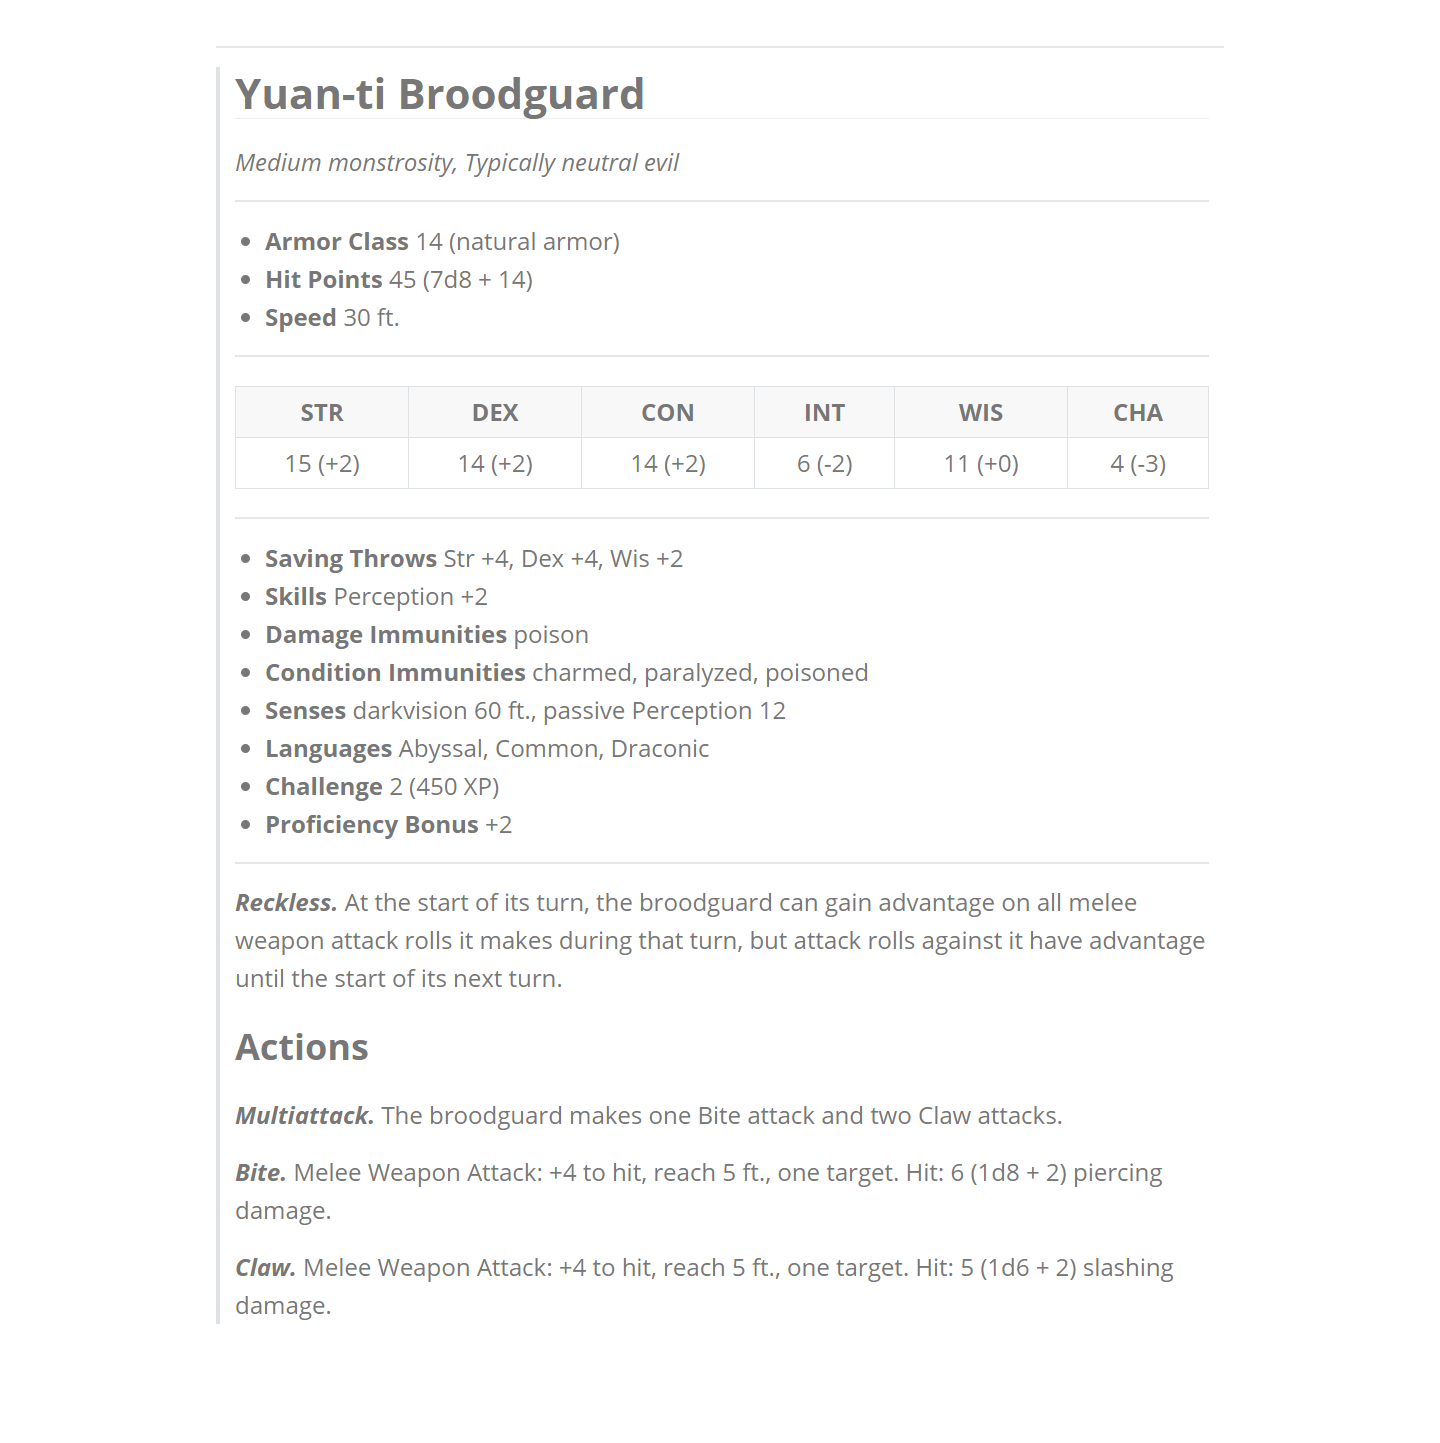 Yuan-ti Broodguard
Medium monstrosity, Typically neutral evil
Armor Class 14 (natural armor)
Hit Points 45 (7d8 + 14)
Speed 30 ft.
STR DEX CON INT WIS CHA
15 (+2) 14 (+2) 14 (+2) 6 (-2) 11 (+0) 4 (-3)
Saving Throws Str +4, Dex +4, Wis +2
Skills Perception +2
Damage Immunities poison
Condition Immunities charmed, paralyzed, poisoned
Senses darkvision 60 ft., passive Perception 12
Languages Abyssal, Common, Draconic
Challenge 2 (450 XP)
Proficiency Bonus +2
Reckless. At the start of its turn, the broodguard can gain advantage on all melee
weapon attack rolls it makes during that turn, but attack rolls against it have advantage
until the start of its next turn.
Actions
Multiattack. The broodguard makes one Bite attack and two Claw attacks.
Bite. Melee Weapon Attack: +4 to hit, reach 5 ft., one target. Hit: 6 (1d8 + 2) piercing
damage.
Claw. Melee Weapon Attack: +4 to hit, reach 5 ft., one target. Hit: 5 (1d6 + 2) slashing
damage.